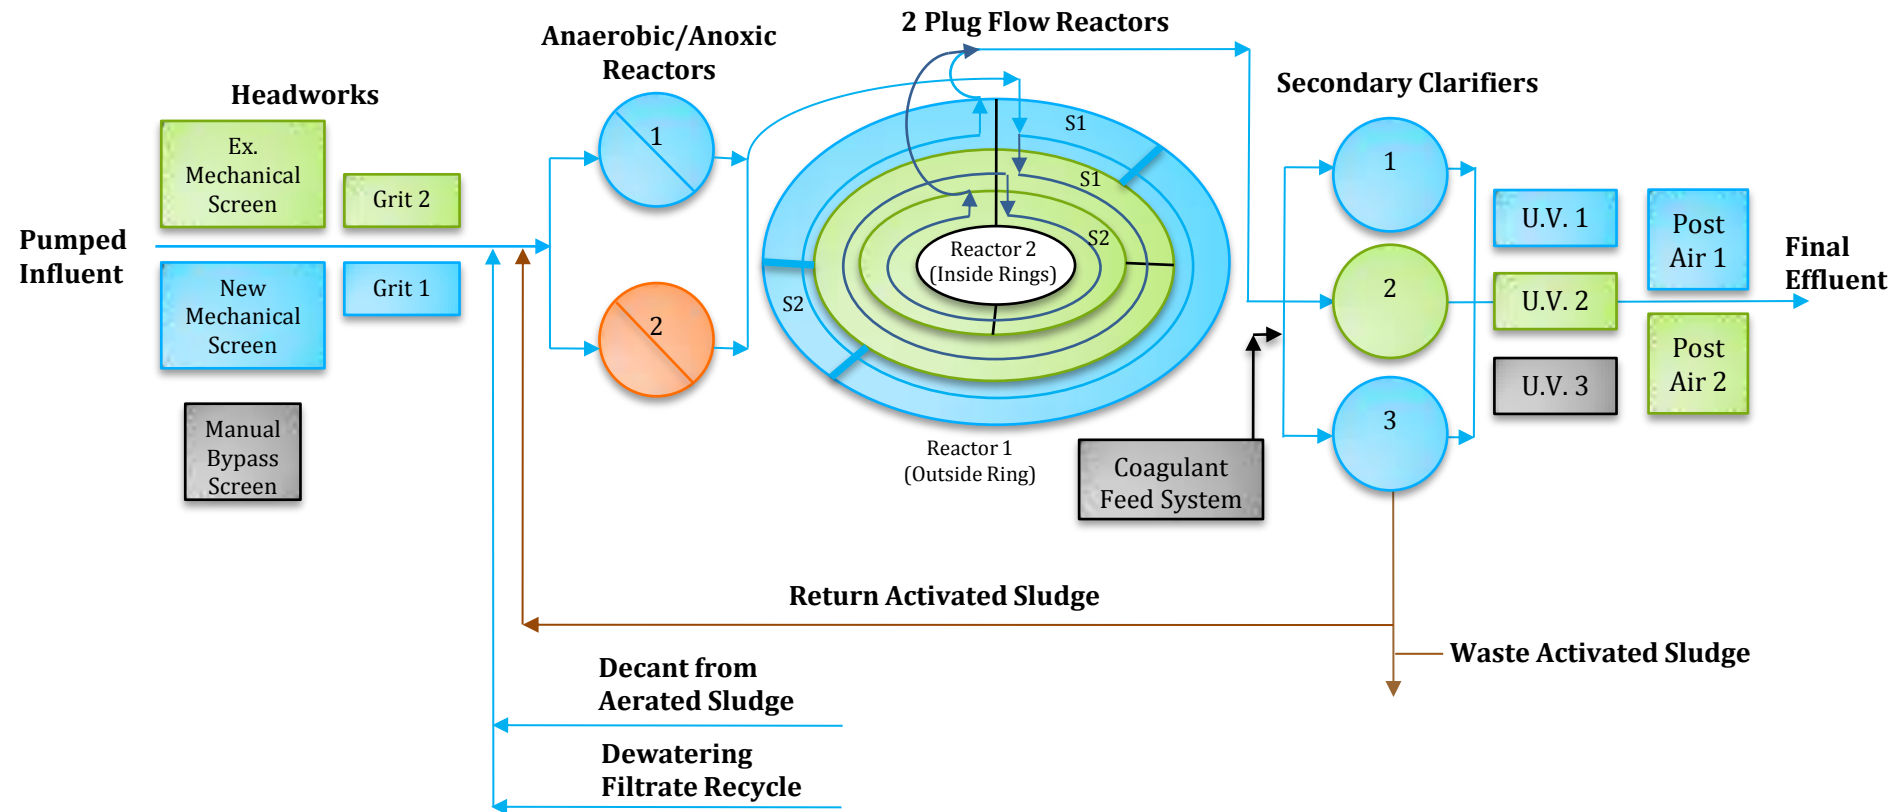 2 Plug Flow Reactors
Anaerobic/Anoxic
Reactors
Headworks
Secondary Clarifiers
Ex.
Mechanical
Screen
Grit 2
Pumped
Influent
New
Mechanical
Screen
Grit 1
Manual
Bypass
Screen
1
2
S1
S1
S2
S2
Reactor 2
(Inside Rings)
Reactor 1
(Outside Ring)
Coagulant
Feed System
1
2
3
U.V. 1
U.V. 2
U.V. 3
Post
Air 1
Post
Air 2
Final
Effluent
Return Activated Sludge
Waste Activated Sludge
Decant from
Aerated Sludge
Dewatering
Filtrate Recycle